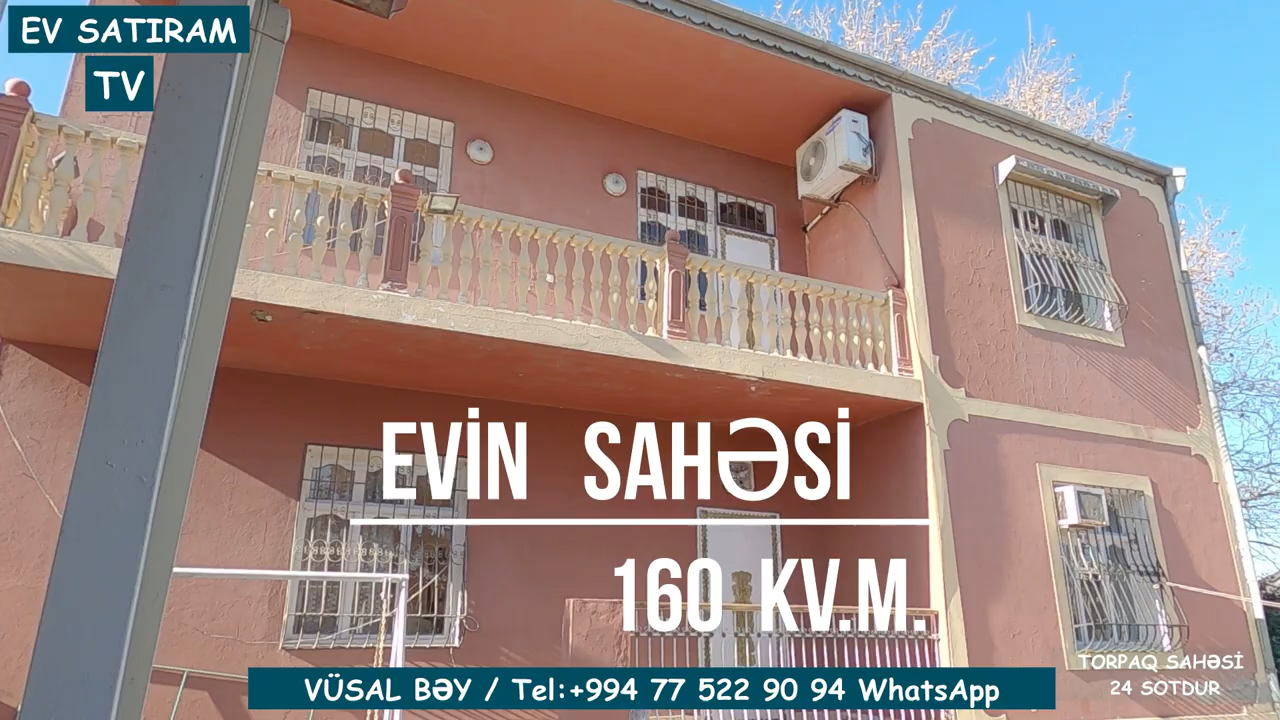 EV SATIRAM
TV
EVİN SAHƏSİ
160 KV.M.
TORPAQ SAHƏSİ
24 SOTDUR
VÜSAL BƏY / Tel:+994 77 522 90 94 WhatsApp